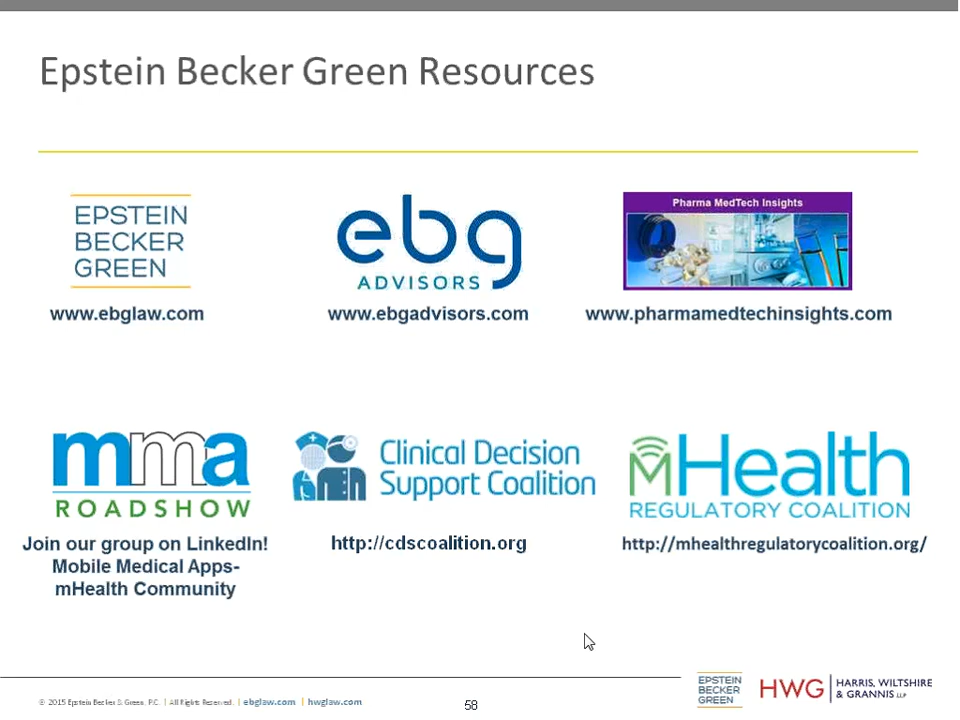 Epstein Becker Green Resources
EPSTEIN
BECKER
GREEN
www.ebglaw.com
ebg
ADVISORS
www.ebgadvisors.com
Pharma MedTech Insights
www.pharmamedtechinsights.com
mma
ROADSHOW
Join our group on LinkedIn!
Mobile Medical Apps-
mHealth Community
Clinical Decision
Support Coalition
http://cdscoalition.org
mHealth
REGULATORY COALITION
http://mhealthregulatorycoalition.org/
© 2015 Epstein Becker & Green, P.C. | All Rights Reserved. | ebglaw.com | hwglaw.com
58
EPSTEIN
BECKER
GREEN
HWG
HARRIS, WILTSHIRE
& GRANNIS LLP